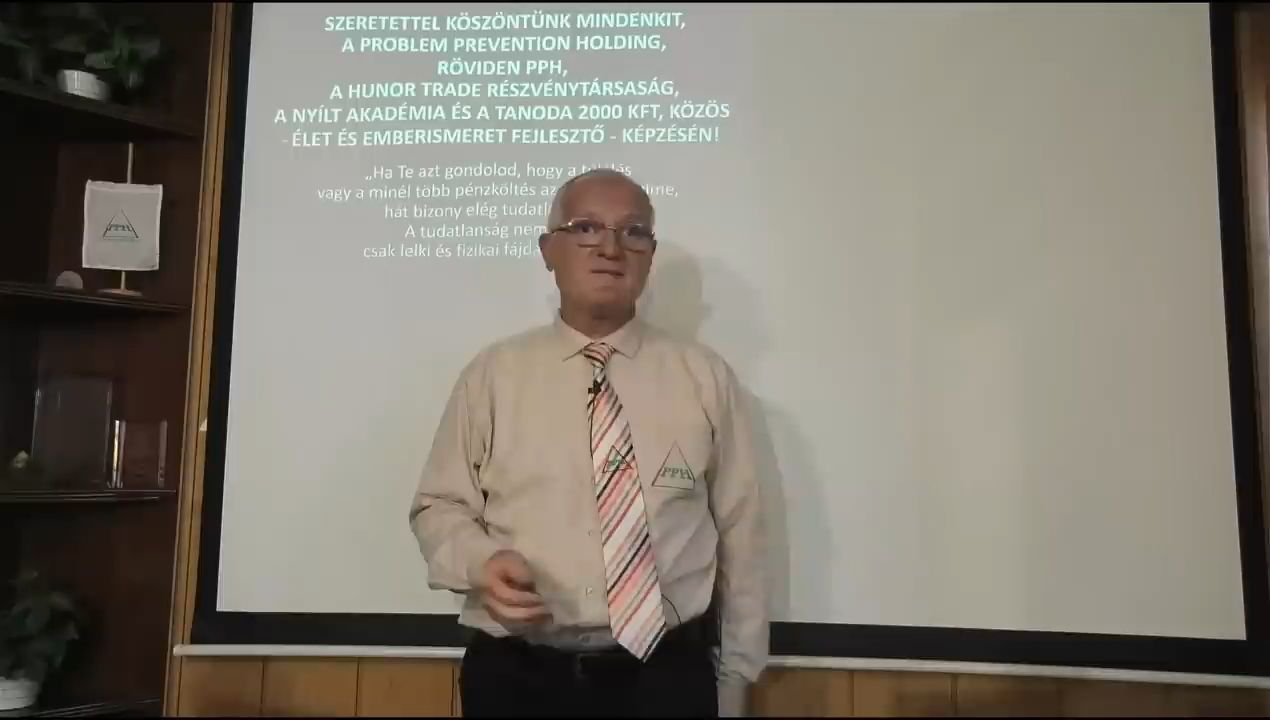 SZERETETTEL KÖSZÖNTÜNK MINDENKIT,
A PROBLEM PREVENTION HOLDING,
RÖVIDEN PPH,
A HUNOR TRADE RÉSZVÉNYTÁRSASÁG,
A NYÍLT AKADÉMIA ÉS A TANODA 2000 KFT, KÖZÖS
- ÉLET ÉS EMBERISMERET FEJLESZTŐ - KÉPZÉSÉN!
„Ha Te azt gondolod, hogy a
vagy a minél több pénzköltés
hát bizony elég
A tudatlanság nem
csak lelki és fizikai
PPH
PPH